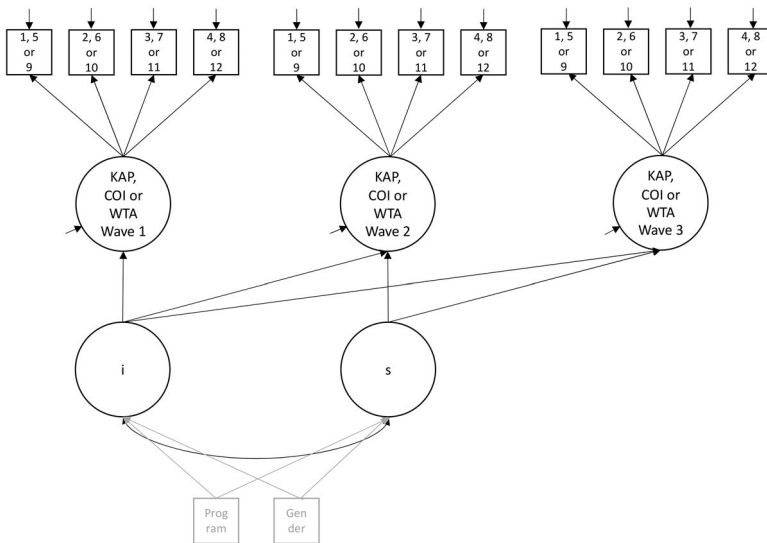 1, 5
or
9
2, 6
or
10
3, 7
or
11
4, 8
or
12
1, 5
or
9
2, 6
or
10
3, 7
or
11
4, 8
or
12
1, 5
or
9
2, 6
or
10
3, 7
or
11
4, 8
or
12
KAP,
COI or
WTA
Wave 1
KAP,
COI or
WTA
Wave 2
KAP,
COI or
WTA
Wave 3
i
s
Prog
ram
Gen
der